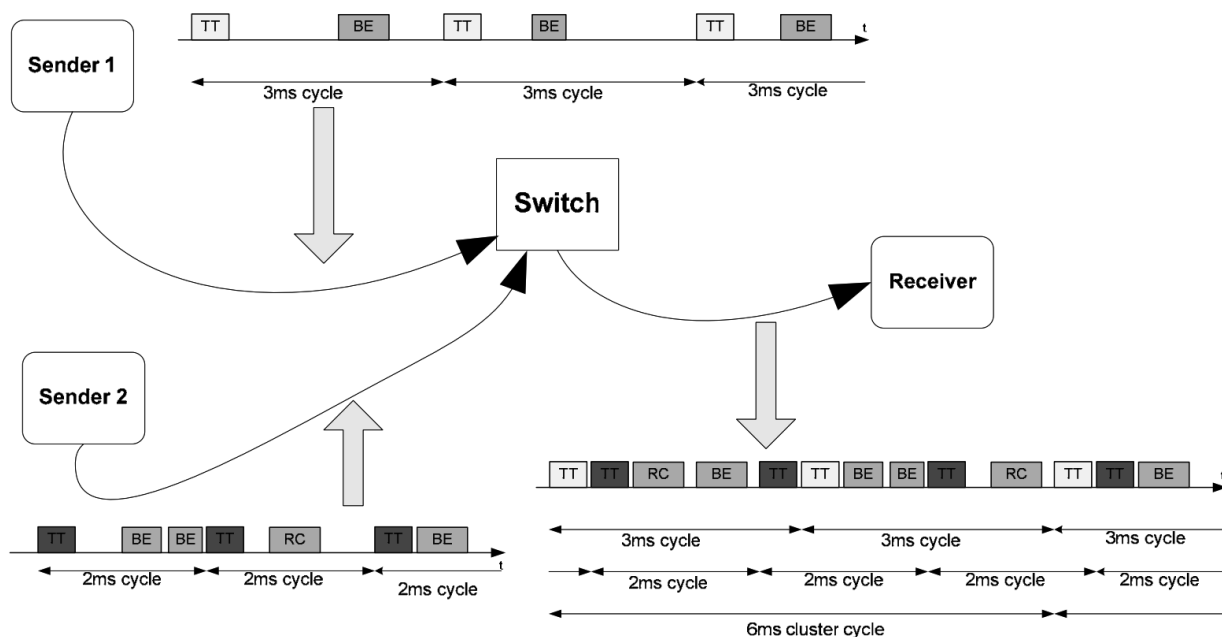 TT BE TT BE TT BE t
3ms cycle 3ms cycle 3ms cycle
Sender 1
Switch
Receiver
Sender 2
TT BE BE TT RC TT BE t
2ms cycle 2ms cycle 2ms cycle
TT TT RC BE TT TT BE BE TT RC TT TT BE t
3ms cycle 3ms cycle 3ms cycle
2ms cycle 2ms cycle 2ms cycle 2ms cycle
6ms cluster cycle